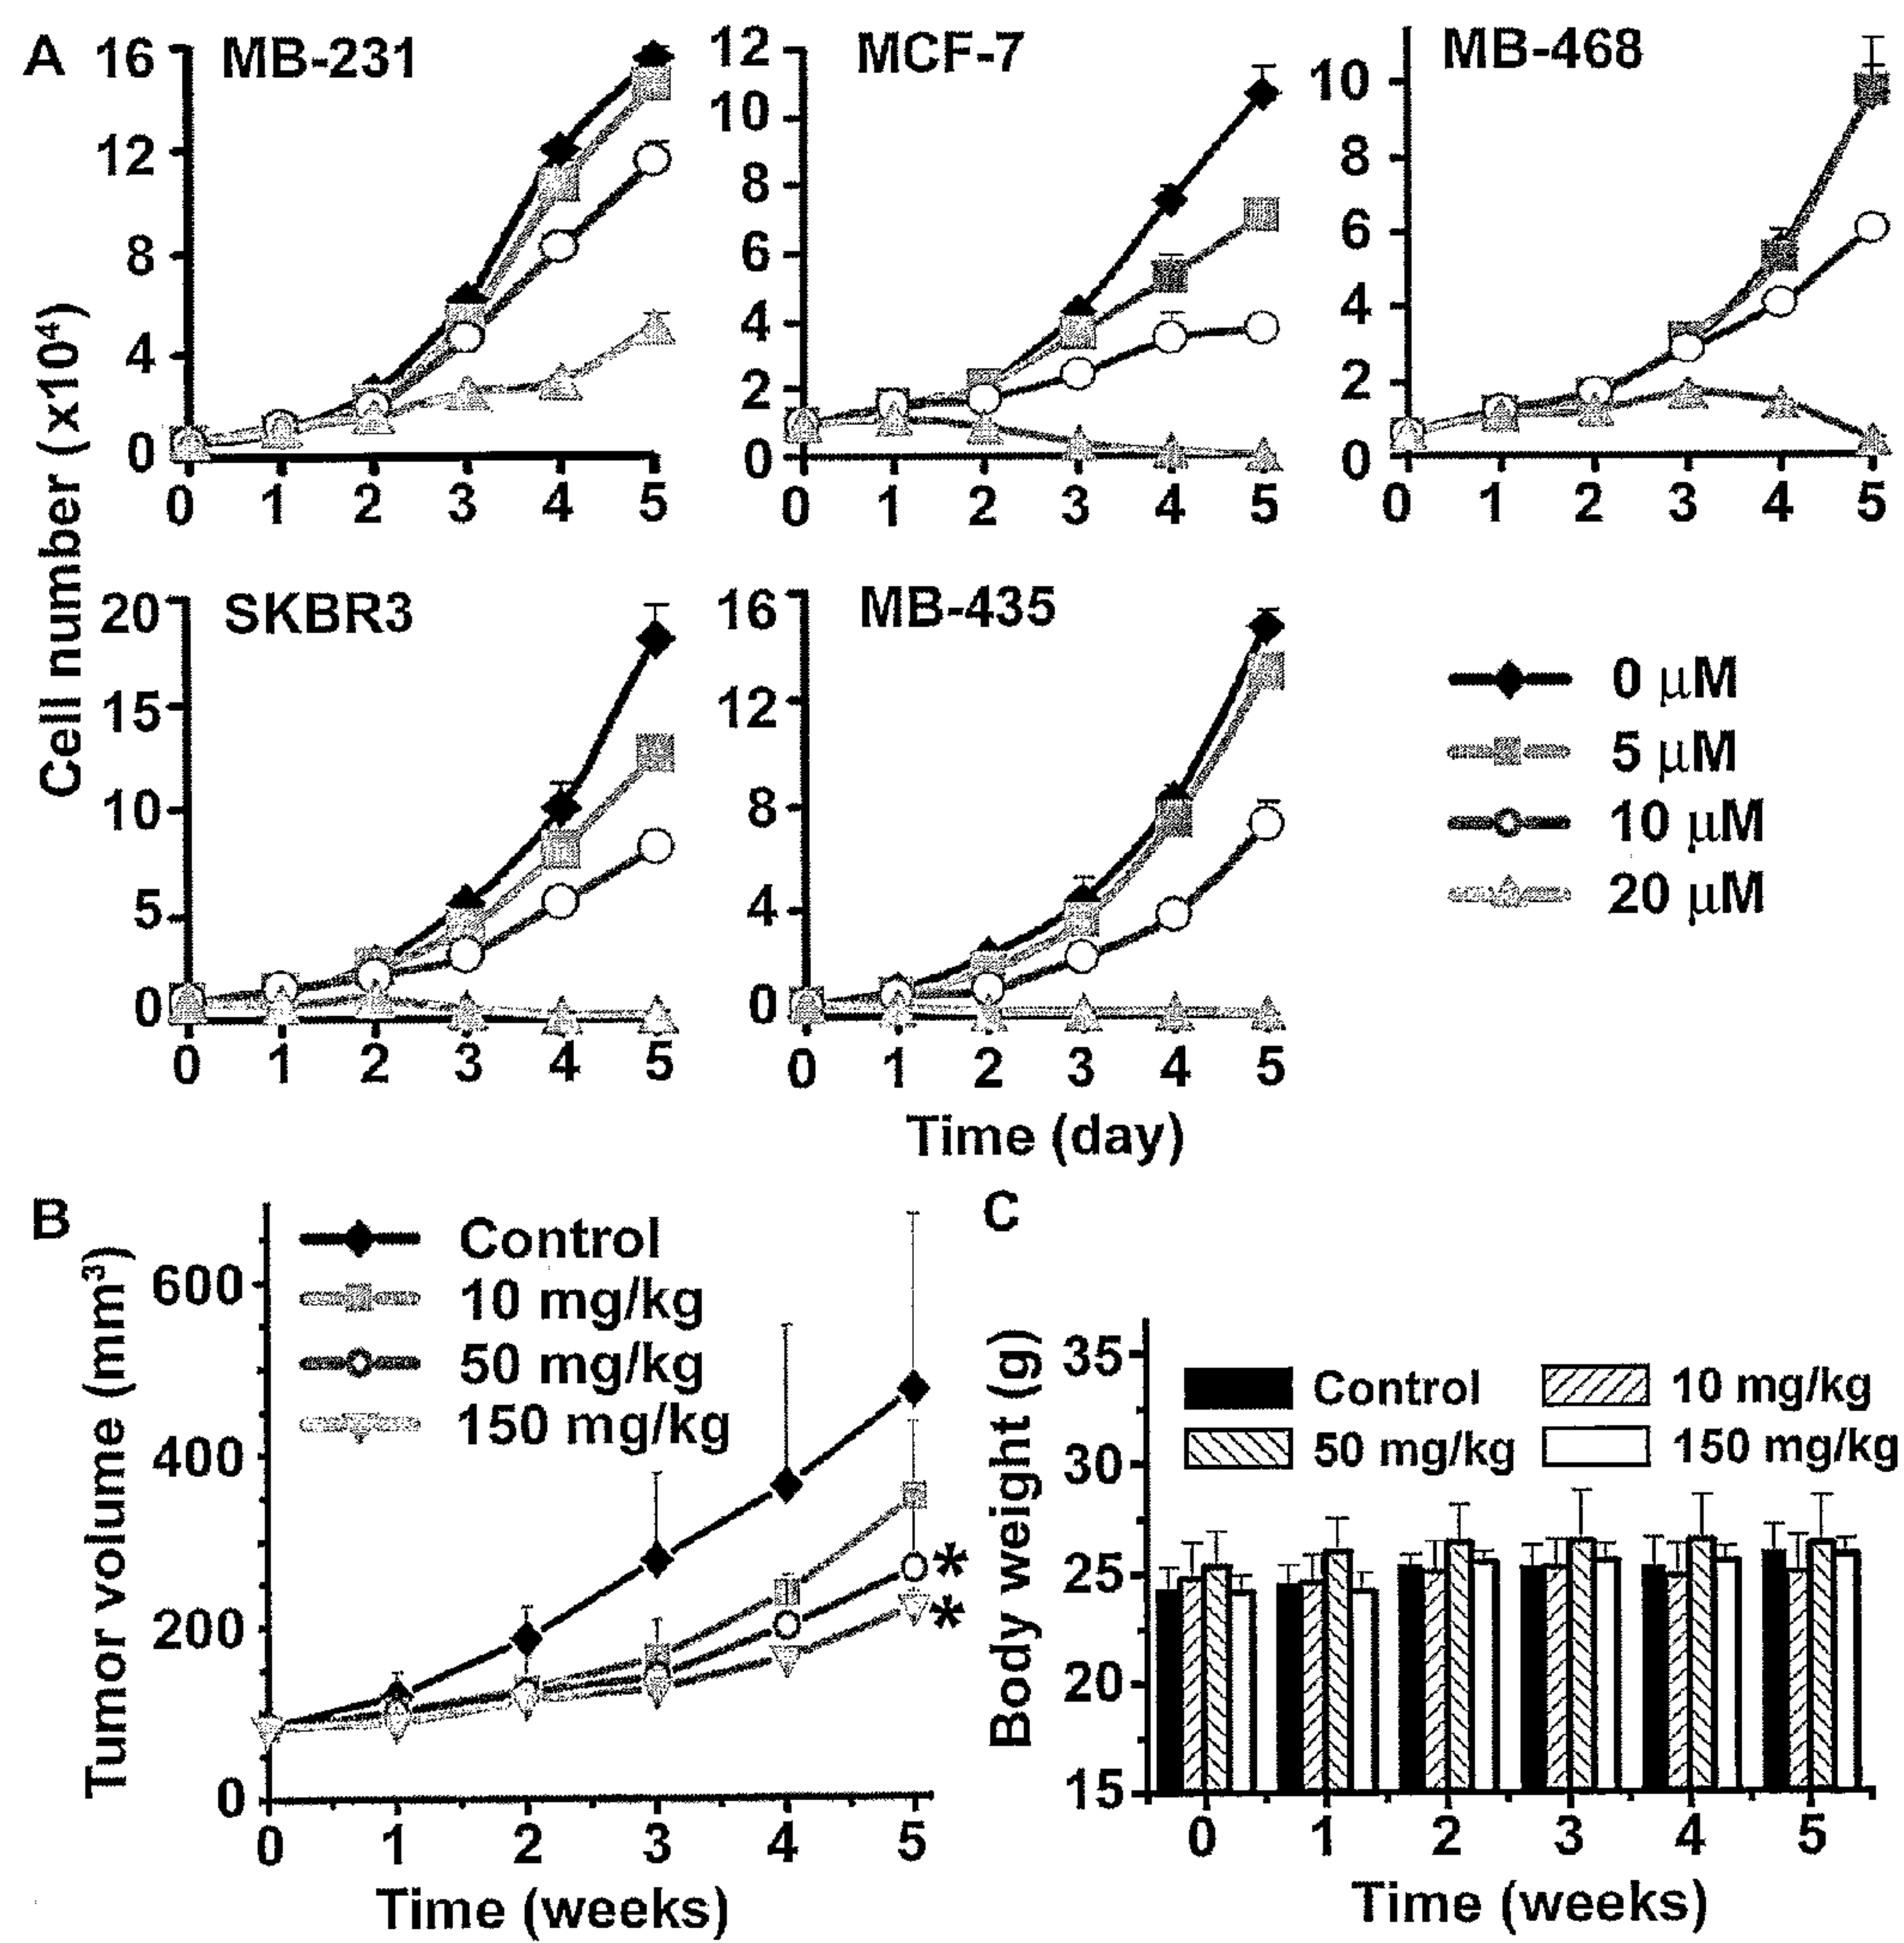 A
MB-231
MCF-7
MB-468
16
12
8
4
0
0 1 2 3 4 5
12
10
8
6
4
2
0
0 1 2 3 4 5
10
8
6
4
2
0
0 1 2 3 4 5
Cell number (x10⁴)
SKBR3
MB-435
20
15
10
5
0
0 1 2 3 4 5
16
12
8
4
0
0 1 2 3 4 5
0 μM
5 μM
10 μM
20 μM
Time (day)
B
Control
10 mg/kg
50 mg/kg
150 mg/kg
Tumor volume (mm³)
600
400
200
0
* 
*
0 1 2 3 4 5
Time (weeks)
C
Body weight (g)
35
30
25
20
15
Control 10 mg/kg
50 mg/kg 150 mg/kg
0 1 2 3 4 5
Time (weeks)